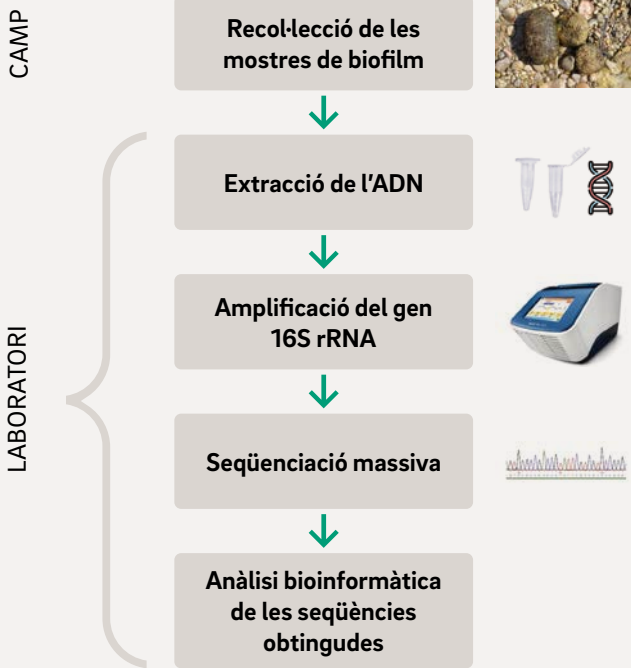 CAMP
Recol·lecció de les
mostres de biofilm
LABORATORI
Extracció de l'ADN
Amplificació del gen
16S rRNA
Seqüenciació massiva
Anàlisi bioinformàtica
de les seqüències
obtingudes